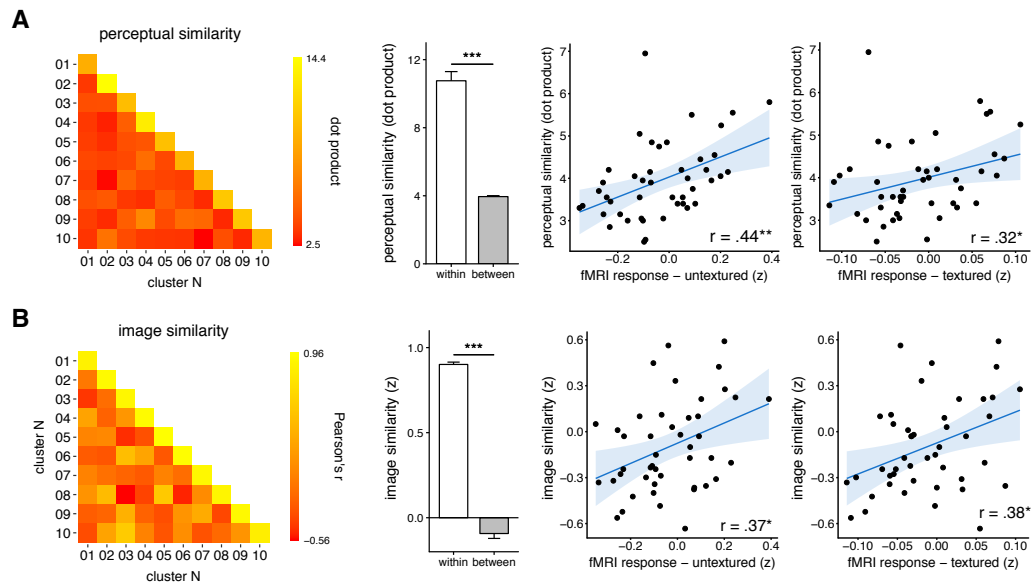 A
perceptual similarity
01
02
03
04
05
06
07
08
09
10
01 02 03 04 05 06 07 08 09 10
cluster N
14.4
dot product
2.5
perceptual similarity (dot product)
12
8
4
0
***
within between
perceptual similarity (dot product)
7
6
5
4
3
r = .44**
−0.2 0.0 0.2 0.4
fMRI response − untextured (z)
perceptual similarity (dot product)
7
6
5
4
3
r = .32*
−0.10 −0.05 0.00 0.05 0.10
fMRI response − textured (z)
B
image similarity
cluster N
01
02
03
04
05
06
07
08
09
10
01 02 03 04 05 06 07 08 09 10
cluster N
0.96
Pearson's r
−0.56
image similarity (z)
1.0
0.5
0.0
***
within between
image similarity (z)
0.6
0.3
0.0
−0.3
−0.6
r = .37*
−0.2 0.0 0.2 0.4
fMRI response − untextured (z)
image similarity (z)
0.6
0.3
0.0
−0.3
−0.6
r = .38*
−0.10 −0.05 0.00 0.05 0.10
fMRI response − textured (z)